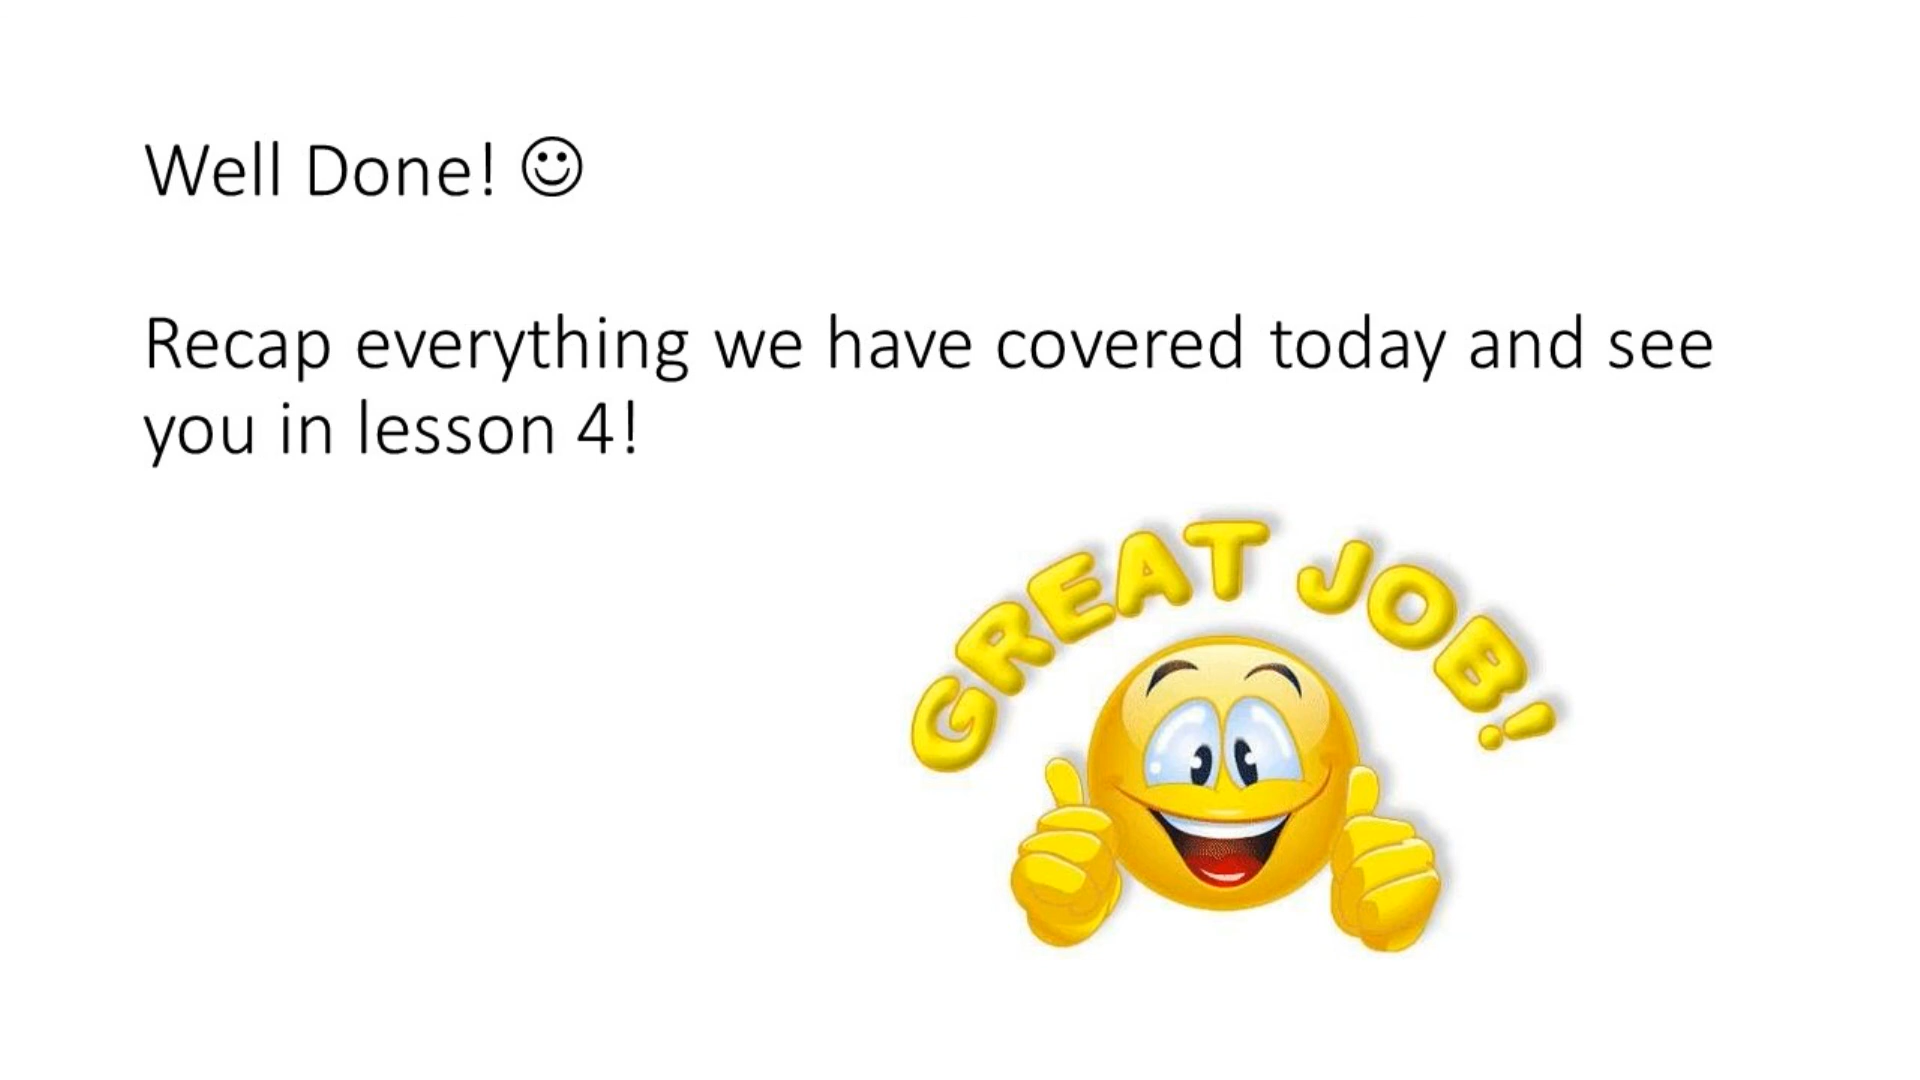 Well Done! ☺
Recap everything we have covered today and see
you in lesson 4!
GREAT JOB!